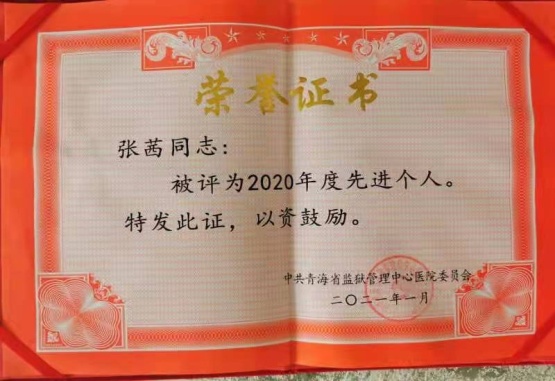 荣誉证书
张茜同志：
被评为2020年度先进个人。
特发此证，以资鼓励。
中共青海省监狱管理中心医院委员会
二〇二一年一月